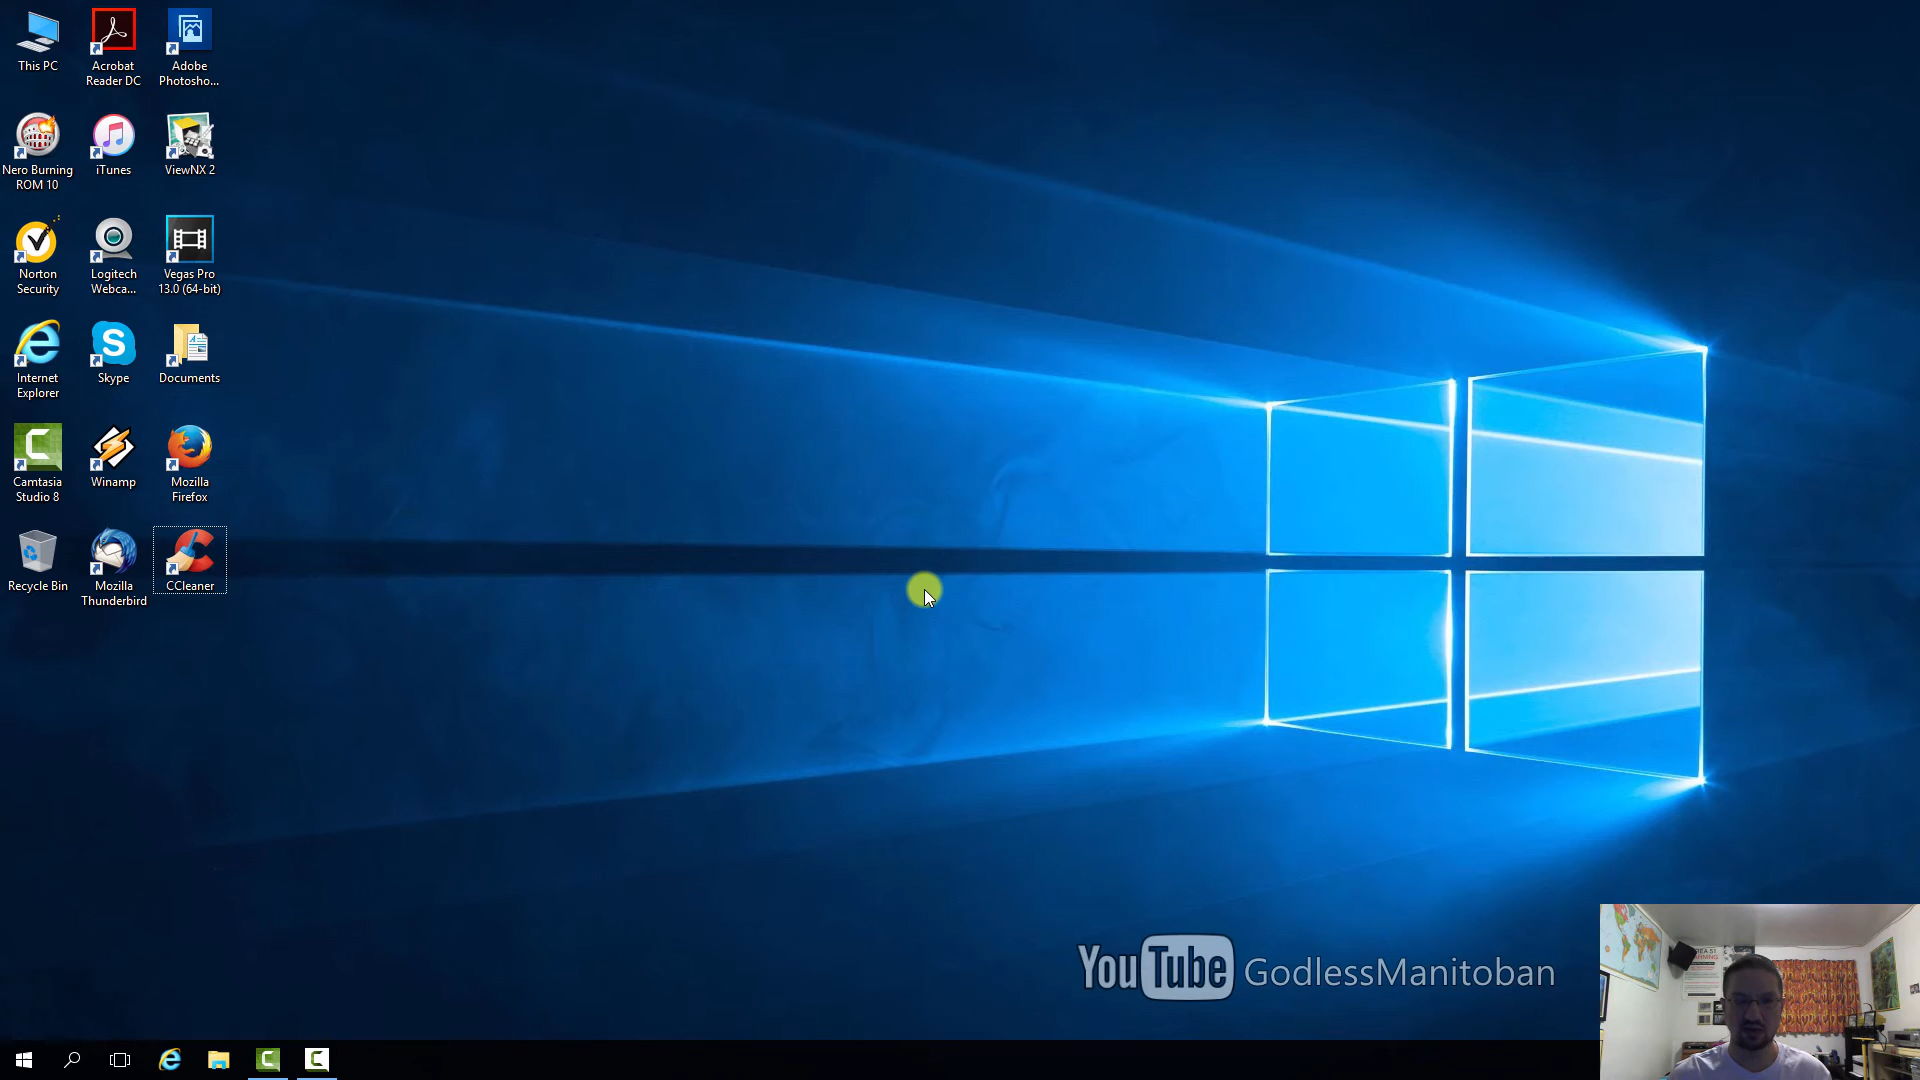 This PC
Acrobat
Reader DC
Adobe
Photosho...
Nero Burning
ROM 10
iTunes
ViewNX 2
Norton
Security
Logitech
Webca...
Vegas Pro
13.0 (64-bit)
Internet
Explorer
Skype
Documents
Camtasia
Studio 8
Winamp
Mozilla
Firefox
Recycle Bin
Mozilla
Thunderbird
CCleaner
YouTube GodlessManitoban